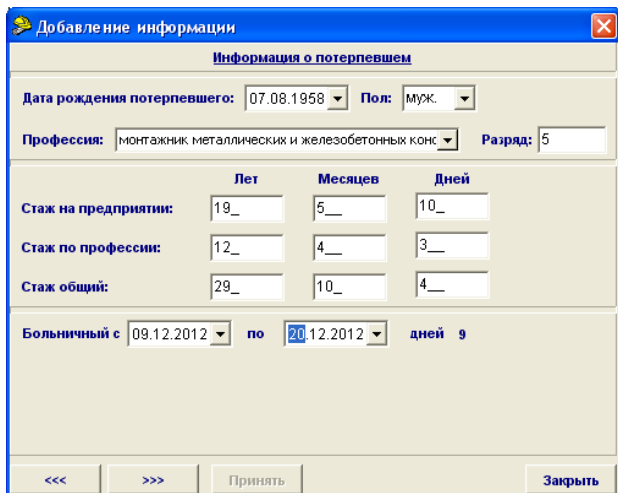 Добавление информации
Информация о потерпевшем
Дата рождения потерпевшего: 07.08.1958 Пол: муж.
Профессия: монтажник металлических и железобетонных конс Разряд: 5
Лет Месяцев Дней
Стаж на предприятии: 19_ 5__ 10_
Стаж по профессии: 12_ 4__ 3__
Стаж общий: 29_ 10_ 4__
Больничный с 09.12.2012 по 20.12.2012 дней 9
<<< >>> Принять Закрыть